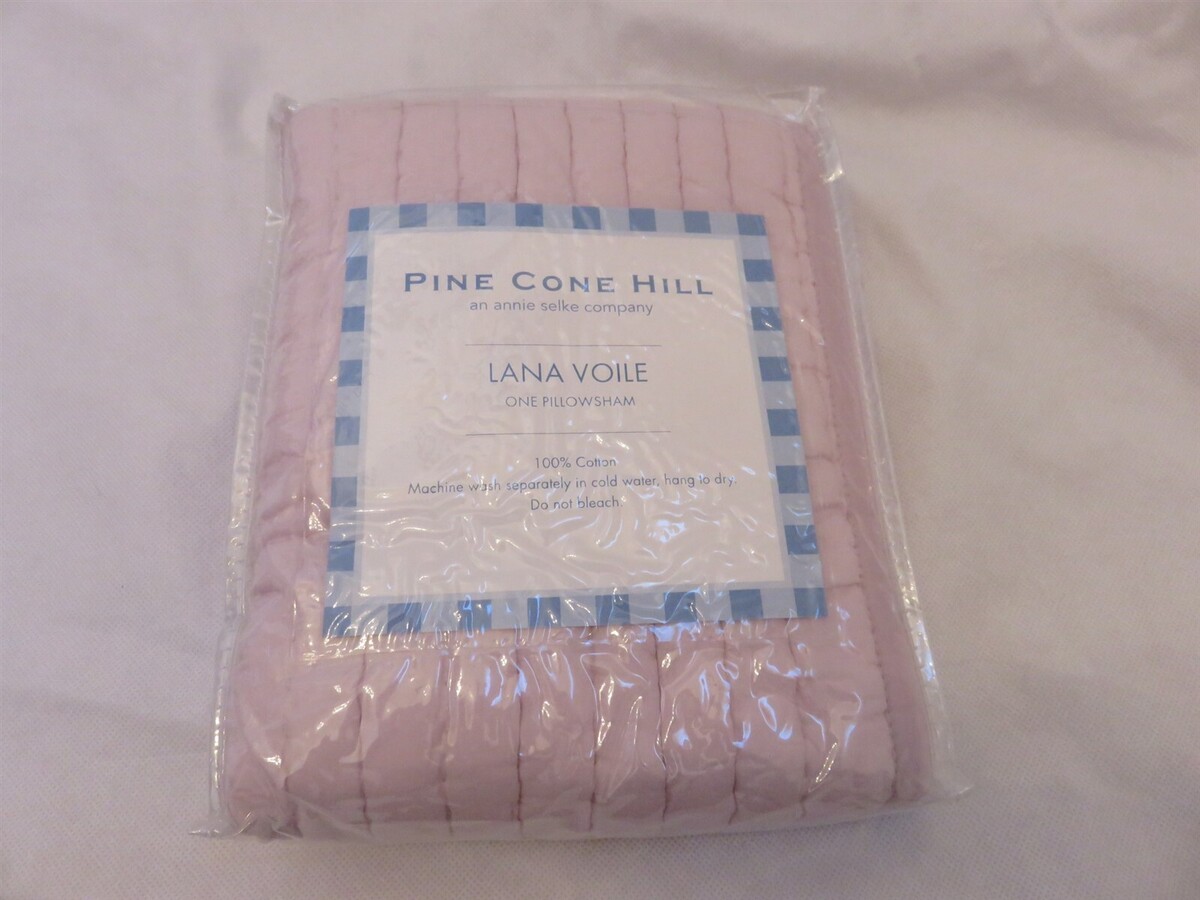 PINE CONE HILL
an annie selke company
LANA VOILE
ONE PILLOWSHAM
100% Cotton
Machine wash separately in cold water, hang to dry.
Do not bleach.